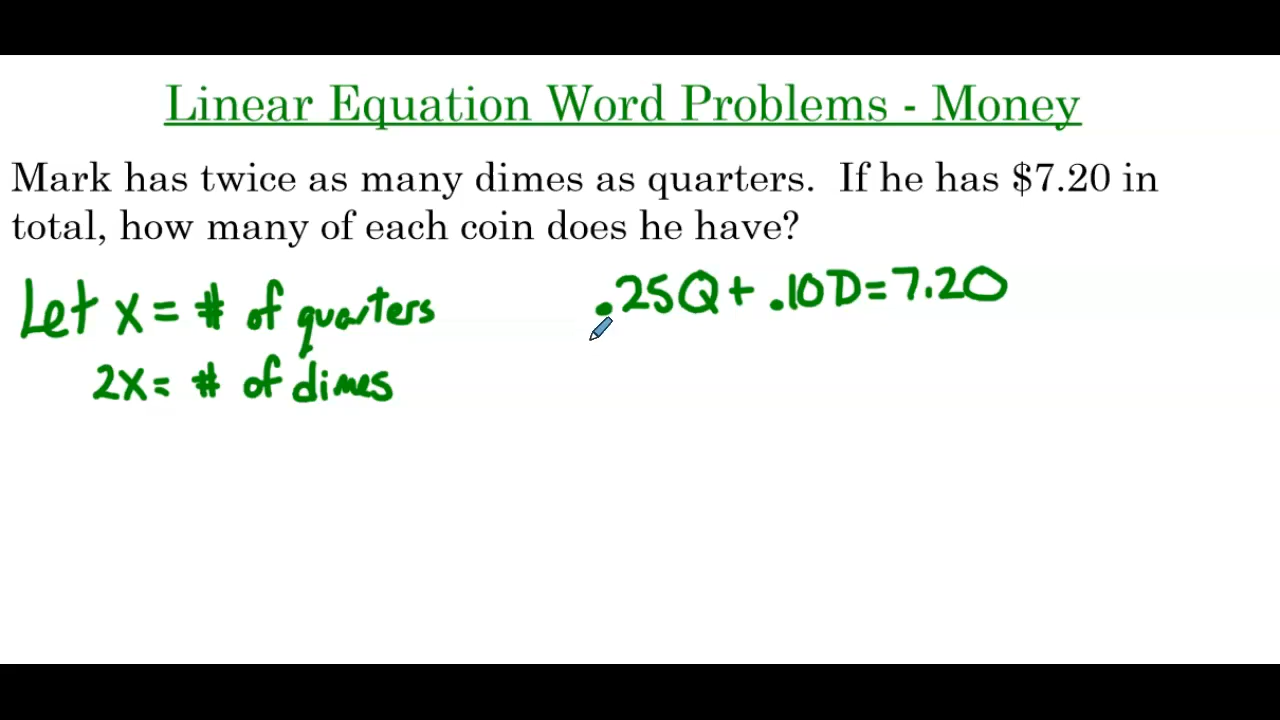 Linear Equation Word Problems - Money
Mark has twice as many dimes as quarters. If he has $7.20 in
total, how many of each coin does he have?
Let x = # of quarters
.25Q + .10D = 7.20
2x = # of dimes